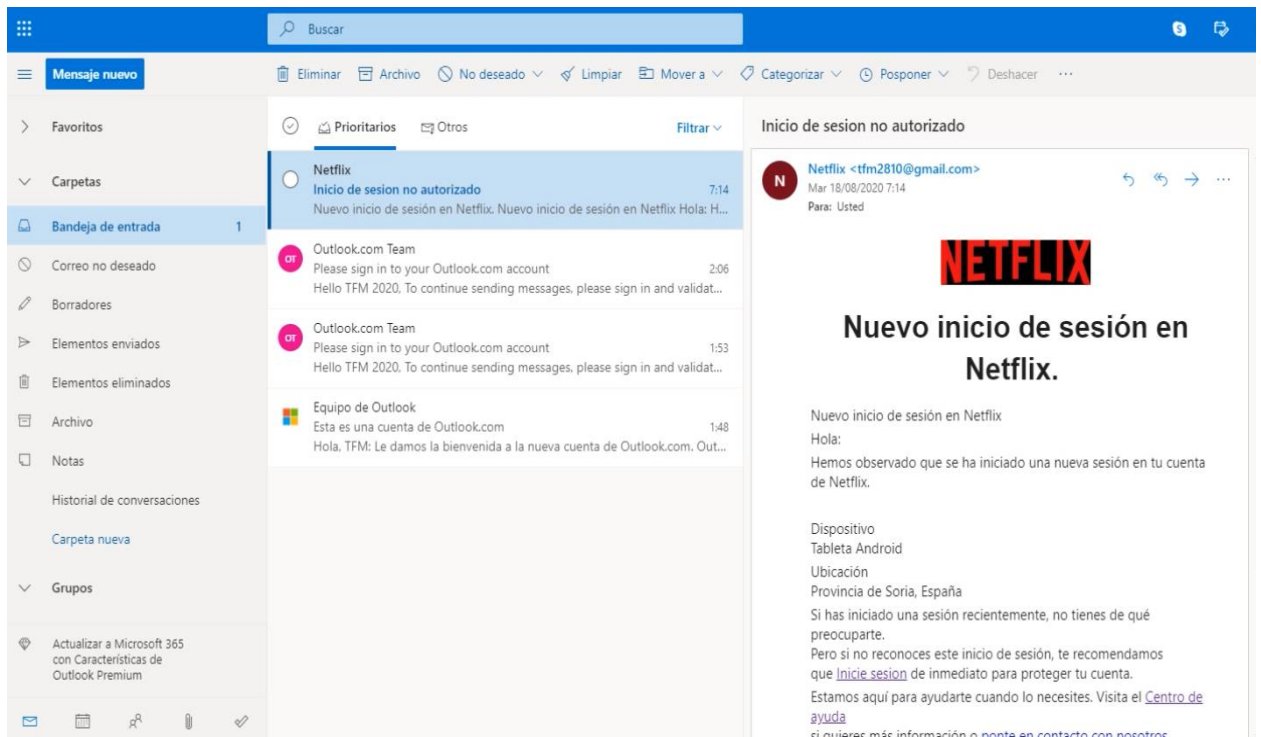 Buscar
Mensaje nuevo
Eliminar
Archivo
No deseado
Limpiar
Mover a
Categorizar
Posponer
Deshacer
Favoritos
Carpetas
Bandeja de entrada 1
Correo no deseado
Borradores
Elementos enviados
Elementos eliminados
Archivo
Notas
Historial de conversaciones
Carpeta nueva
Grupos
Actualizar a Microsoft 365
con Características de
Outlook Premium
Prioritarios
Otros
Filtrar
Netflix
Inicio de sesion no autorizado 7:14
Nuevo inicio de sesión en Netflix. Nuevo inicio de sesión en Netflix Hola: H...
OT
Outlook.com Team
Please sign in to your Outlook.com account 2:06
Hello TFM 2020, To continue sending messages, please sign in and validat...
OT
Outlook.com Team
Please sign in to your Outlook.com account 1:53
Hello TFM 2020, To continue sending messages, please sign in and validat...
Equipo de Outlook
Esta es una cuenta de Outlook.com 1:48
Hola, TFM: Le damos la bienvenida a la nueva cuenta de Outlook.com. Out...
Inicio de sesion no autorizado
N
Netflix <tfm2810@gmail.com>
Mar 18/08/2020 7:14
Para: Usted
NETFLIX
Nuevo inicio de sesión en
Netflix.
Nuevo inicio de sesión en Netflix
Hola:
Hemos observado que se ha iniciado una nueva sesión en tu cuenta
de Netflix.
Dispositivo
Tableta Android
Ubicación
Provincia de Soria, España
Si has iniciado una sesión recientemente, no tienes de qué
preocuparte.
Pero si no reconoces este inicio de sesión, te recomendamos
que Inicie sesion de inmediato para proteger tu cuenta.
Estamos aquí para ayudarte cuando lo necesites. Visita el Centro de
ayuda
si quieres más información o ponte en contacto con nosotros